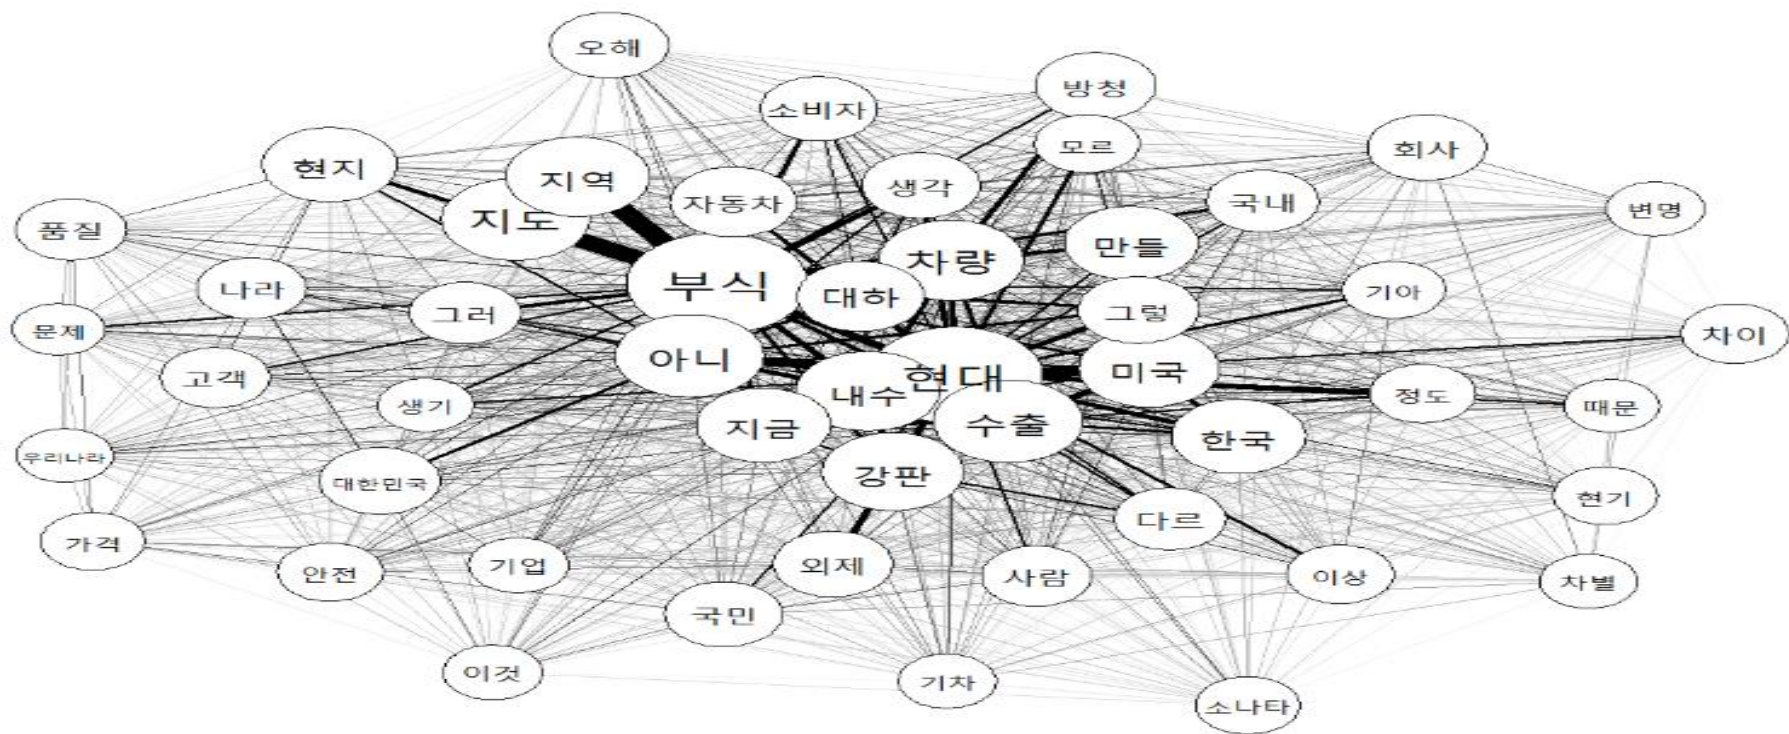 오해
소비자
방청
모르
회사
현지
지역
자동차
생각
국내
변명
품질
지도
차량
만들
나라
그러
부식
대하
그렇
기아
문제
아니
미국
차이
고객
생기
내수
현대
정도
때문
지금
수출
한국
우리나라
대한민국
강판
현기
가격
다르
안전
기업
외제
사람
이상
차별
국민
이것
기차
소나타